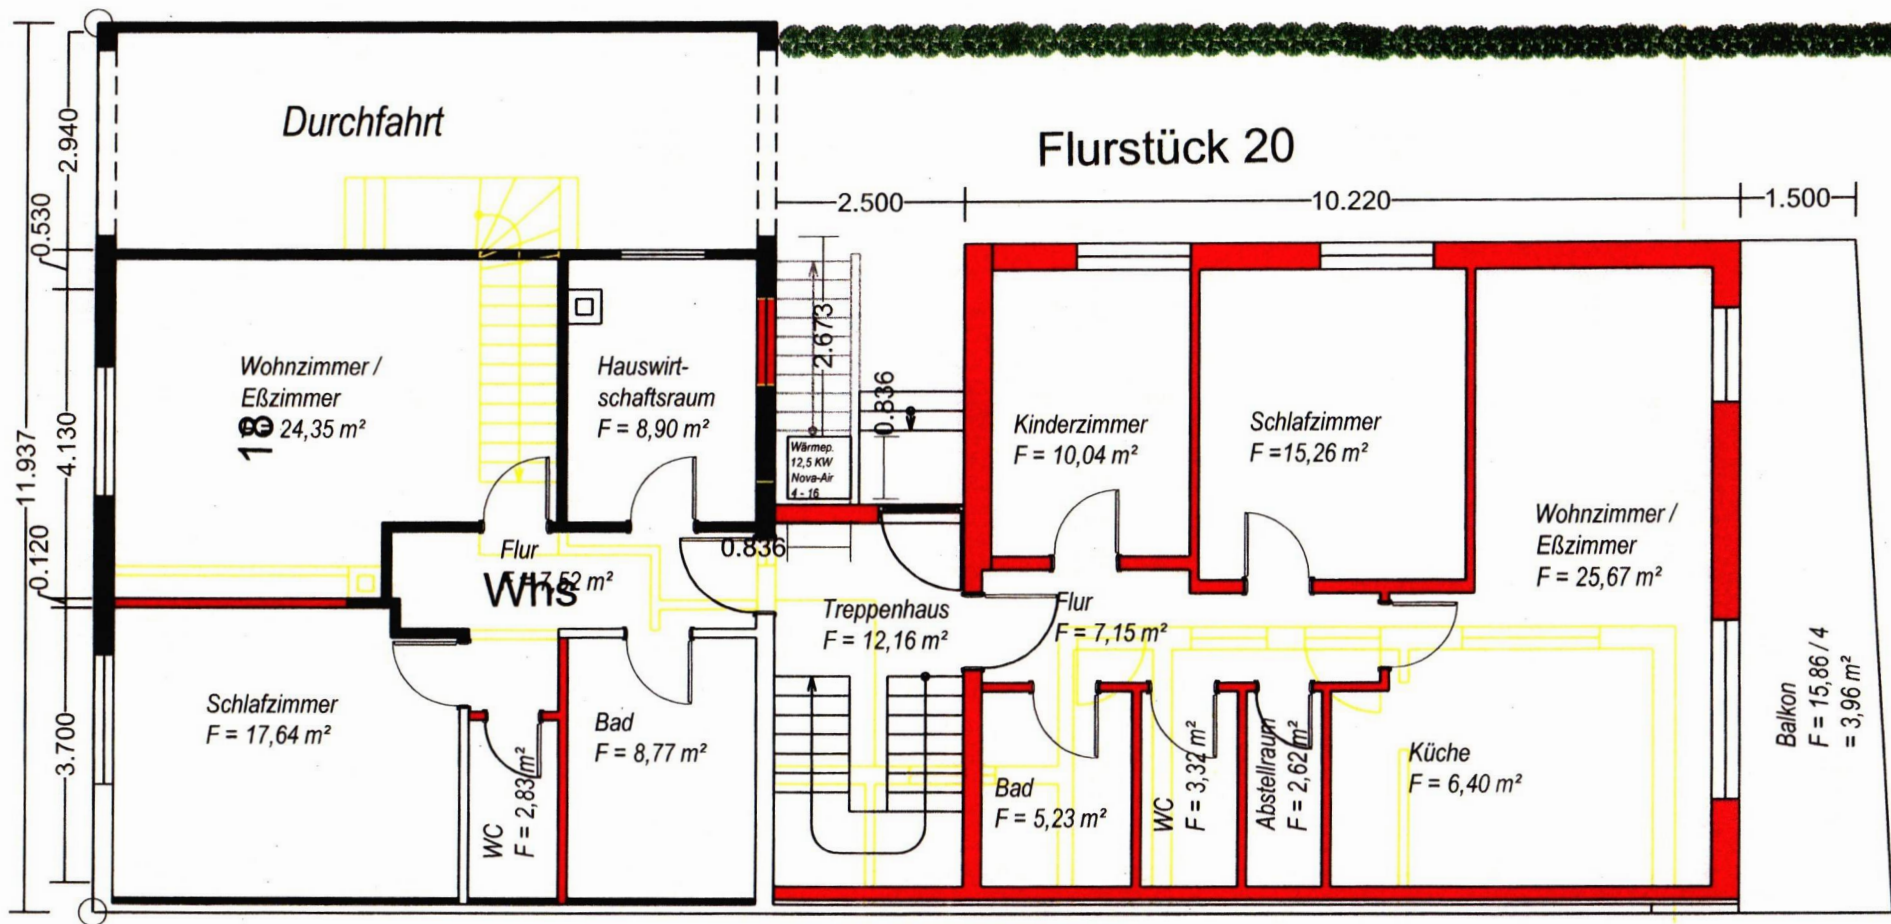 Durchfahrt
Flurstück 20
2.940
0.530
11.937
4.130
0.120
3.700
2.500
10.220
1.500
2.673
0.836
0.836
Wohnzimmer /
Eßzimmer
24,35 m²
18
Hauswirt-
schaftsraum
F = 8,90 m²
Wärmep.
12,5 KW
Nova-Air
4 - 16
Kinderzimmer
F = 10,04 m²
Schlafzimmer
F =15,26 m²
Wohnzimmer /
Eßzimmer
F = 25,67 m²
Flur
7,52 m²
Whs
Treppenhaus
F = 12,16 m²
Flur
F = 7,15 m²
Schlafzimmer
F = 17,64 m²
WC
F = 2,83 m²
Bad
F = 8,77 m²
Bad
F = 5,23 m²
WC
F = 3,32 m²
Abstellraum
F = 2,62 m²
Küche
F = 6,40 m²
Balkon
F = 15,86 / 4
= 3,96 m²